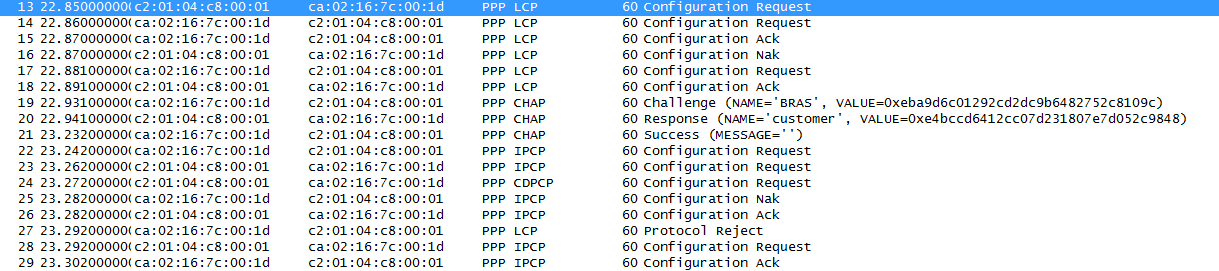 13 22.850000000 c2:01:04:c8:00:01 ca:02:16:7c:00:1d PPP LCP 60 Configuration Request
14 22.860000000 ca:02:16:7c:00:1d c2:01:04:c8:00:01 PPP LCP 60 Configuration Request
15 22.870000000 c2:01:04:c8:00:01 ca:02:16:7c:00:1d PPP LCP 60 Configuration Ack
16 22.870000000 ca:02:16:7c:00:1d c2:01:04:c8:00:01 PPP LCP 60 Configuration Nak
17 22.881000000 c2:01:04:c8:00:01 ca:02:16:7c:00:1d PPP LCP 60 Configuration Request
18 22.891000000 ca:02:16:7c:00:1d c2:01:04:c8:00:01 PPP LCP 60 Configuration Ack
19 22.931000000 ca:02:16:7c:00:1d c2:01:04:c8:00:01 PPP CHAP 60 Challenge (NAME='BRAS', VALUE=0xeba9d6c01292cd2dc9b6482752c8109c)
20 22.941000000 c2:01:04:c8:00:01 ca:02:16:7c:00:1d PPP CHAP 60 Response (NAME='customer', VALUE=0xe4bccd6412cc07d231807e7d052c9848)
21 23.232000000 ca:02:16:7c:00:1d c2:01:04:c8:00:01 PPP CHAP 60 Success (MESSAGE='')
22 23.242000000 ca:02:16:7c:00:1d c2:01:04:c8:00:01 PPP IPCP 60 Configuration Request
23 23.262000000 c2:01:04:c8:00:01 ca:02:16:7c:00:1d PPP IPCP 60 Configuration Request
24 23.272000000 c2:01:04:c8:00:01 ca:02:16:7c:00:1d PPP CDPCP 60 Configuration Request
25 23.282000000 ca:02:16:7c:00:1d c2:01:04:c8:00:01 PPP IPCP 60 Configuration Nak
26 23.282000000 c2:01:04:c8:00:01 ca:02:16:7c:00:1d PPP IPCP 60 Configuration Ack
27 23.292000000 ca:02:16:7c:00:1d c2:01:04:c8:00:01 PPP LCP 60 Protocol Reject
28 23.292000000 c2:01:04:c8:00:01 ca:02:16:7c:00:1d PPP IPCP 60 Configuration Request
29 23.302000000 ca:02:16:7c:00:1d c2:01:04:c8:00:01 PPP IPCP 60 Configuration Ack